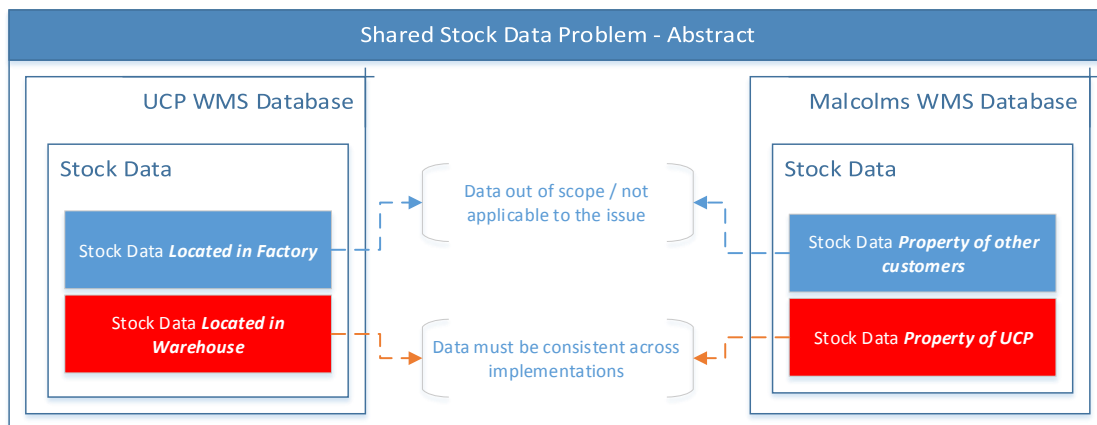 Shared Stock Data Problem - Abstract
UCP WMS Database
Stock Data
Stock Data Located in Factory
Stock Data Located in
Warehouse
Data out of scope / not
applicable to the issue
Data must be consistent across
implementations
Malcolms WMS Database
Stock Data
Stock Data Property of other
customers
Stock Data Property of UCP